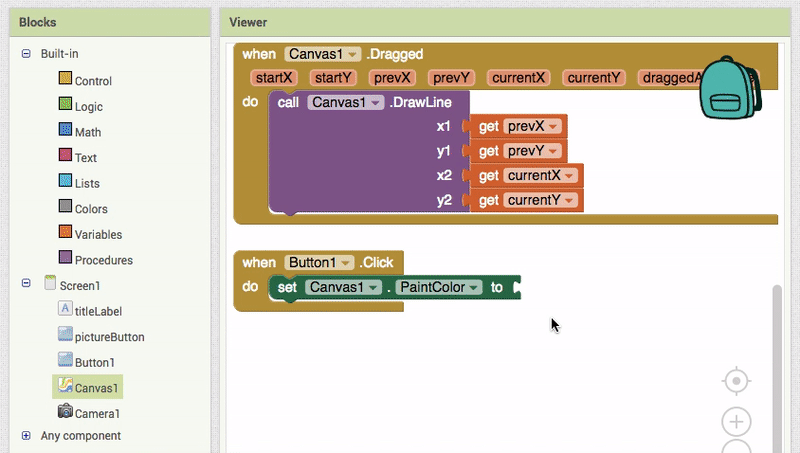 Blocks
Viewer
Built-in
Control
Logic
Math
Text
Lists
Colors
Variables
Procedures
Screen1
titleLabel
pictureButton
Button1
Canvas1
Camera1
Any component
when Canvas1 .Dragged
startX startY prevX prevY currentX currentY
do call Canvas1 .DrawLine
x1 get prevX
y1 get prevY
x2 get currentX
y2 get currentY
when Button1 .Click
do set Canvas1 . PaintColor to